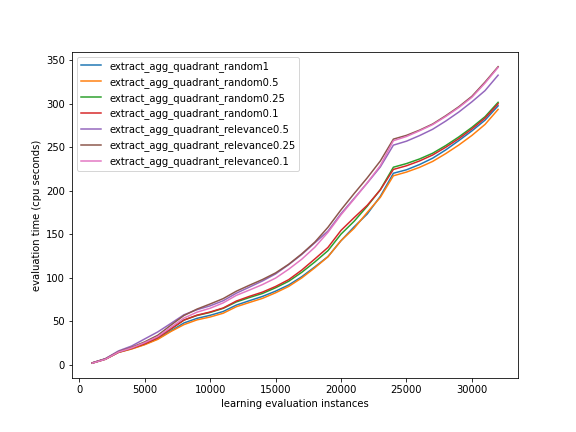 350
300
250
200
150
100
50
0
evaluation time (cpu seconds)
extract_agg_quadrant_random1
extract_agg_quadrant_random0.5
extract_agg_quadrant_random0.25
extract_agg_quadrant_random0.1
extract_agg_quadrant_relevance0.5
extract_agg_quadrant_relevance0.25
extract_agg_quadrant_relevance0.1
0 5000 10000 15000 20000 25000 30000
learning evaluation instances